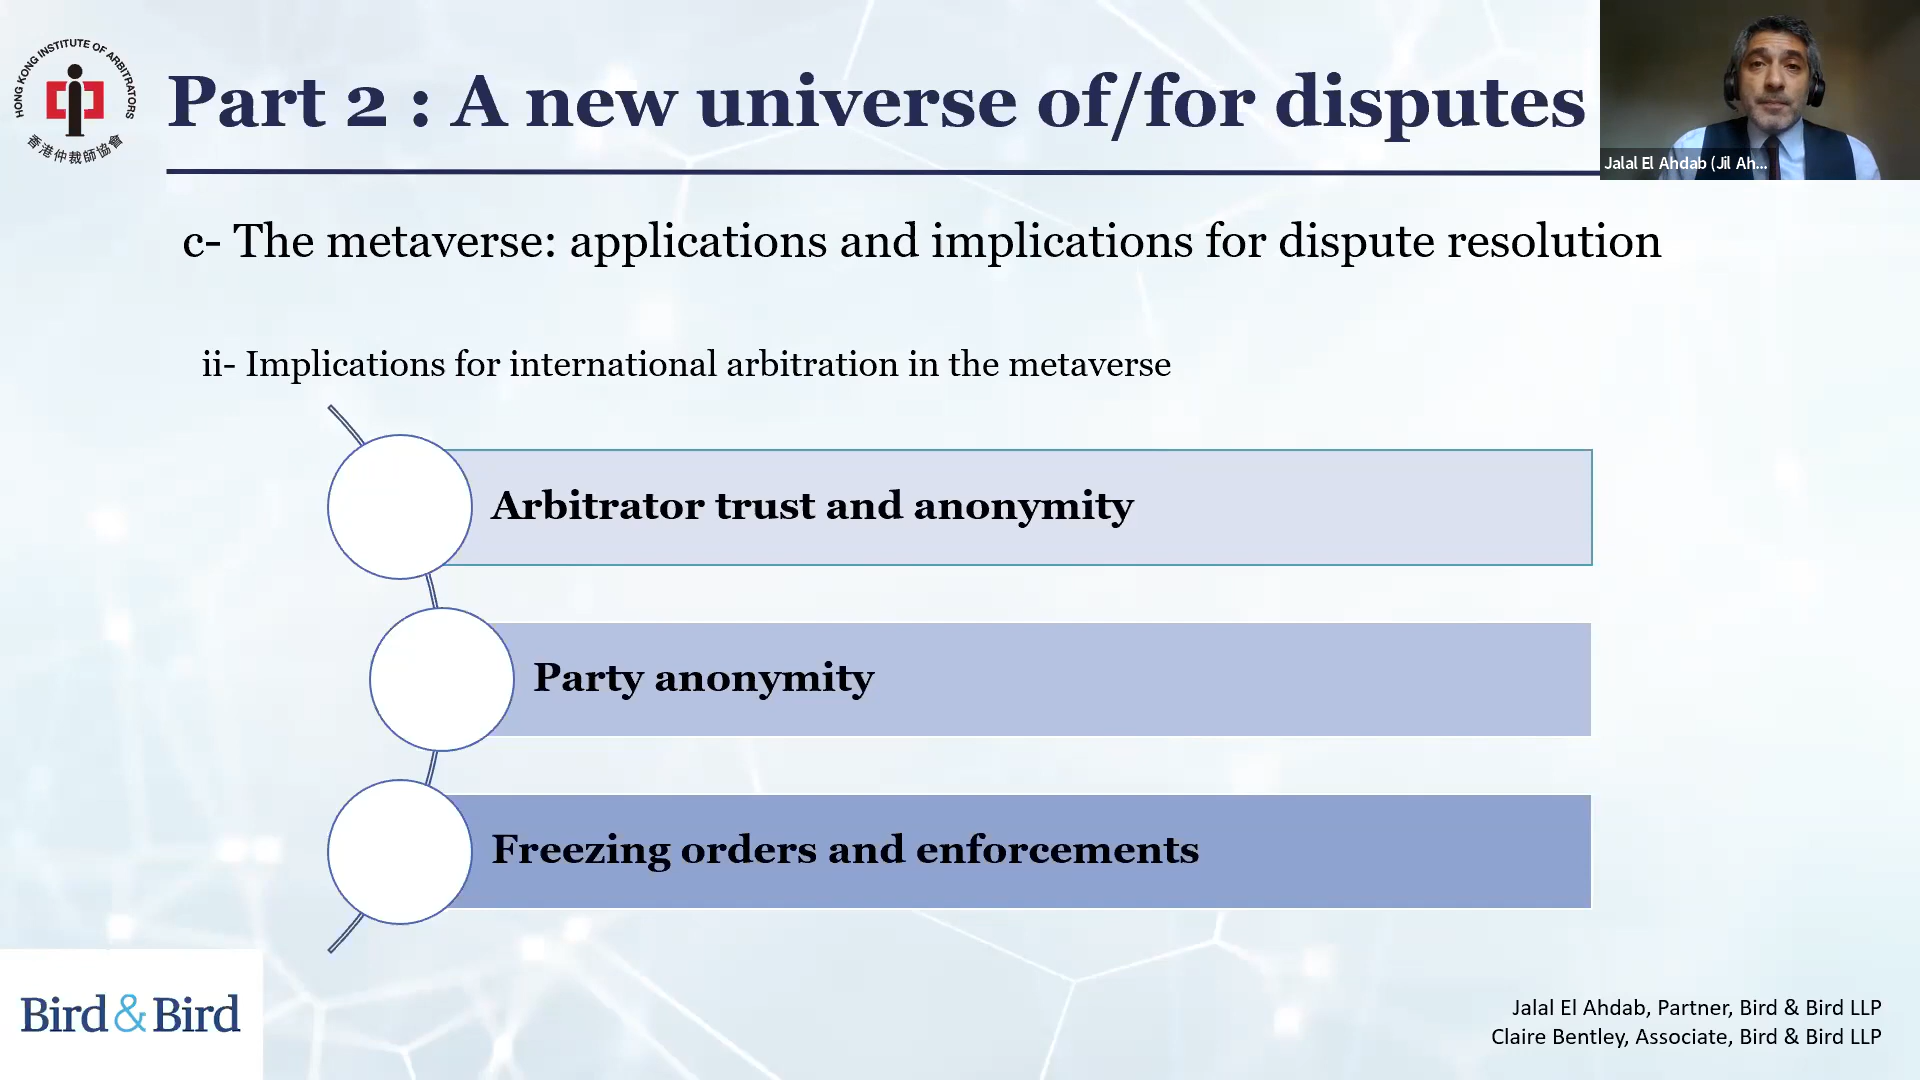 HONG KONG INSTITUTE OF ARBITRATORS
香港仲裁師協會
Part 2 : A new universe of/for disputes
Jalal El Ahdab (Jil Ah...
c- The metaverse: applications and implications for dispute resolution
ii- Implications for international arbitration in the metaverse
Arbitrator trust and anonymity
Party anonymity
Freezing orders and enforcements
Bird&Bird
Jalal El Ahdab, Partner, Bird & Bird LLP
Claire Bentley, Associate, Bird & Bird LLP